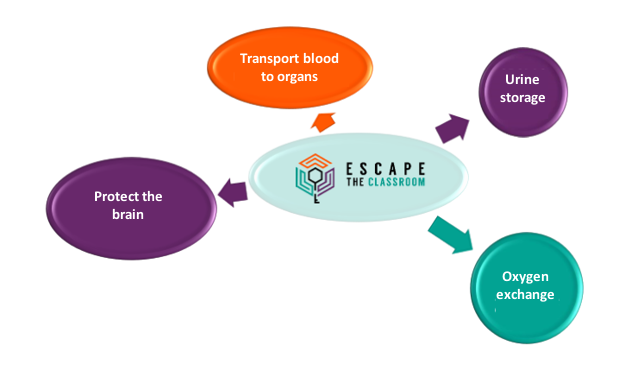 Transport blood
to organs
Urine
storage
ESCAPE
THE CLASSROOM
Protect the
brain
Oxygen
exchange